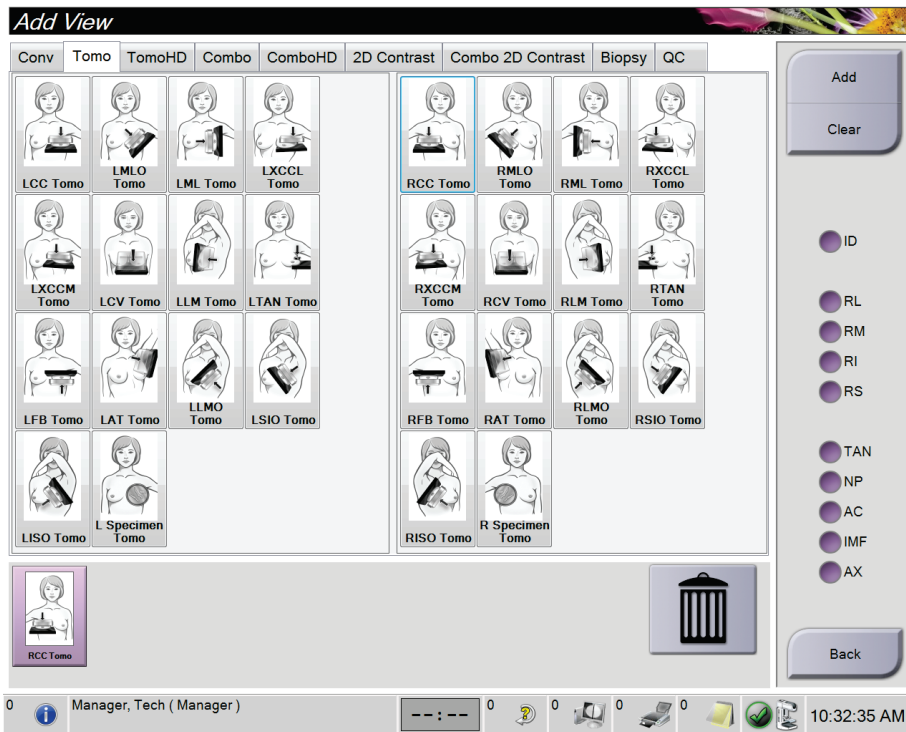 Add View
Conv Tomo TomoHD Combo ComboHD 2D Contrast Combo 2D Contrast Biopsy QC
LCC Tomo
LMLO
Tomo
LML Tomo
LXCCL
Tomo
RCC Tomo
RMLO
Tomo
RML Tomo
RXCCL
Tomo
LXCCM
Tomo
LCV Tomo
LLM Tomo
LTAN Tomo
RXCCM
Tomo
RCV Tomo
RLM Tomo
RTAN
Tomo
LFB Tomo
LAT Tomo
LLMO
Tomo
LSIO Tomo
RFB Tomo
RAT Tomo
RLMO
Tomo
RSIO Tomo
LISO Tomo
L Specimen
Tomo
RISO Tomo
R Specimen
Tomo
RCC Tomo
Add
Clear
ID
RL
RM
RI
RS
TAN
NP
AC
IMF
AX
Back
0 Manager, Tech ( Manager ) --:-- 0 0 0 0 10:32:35 AM